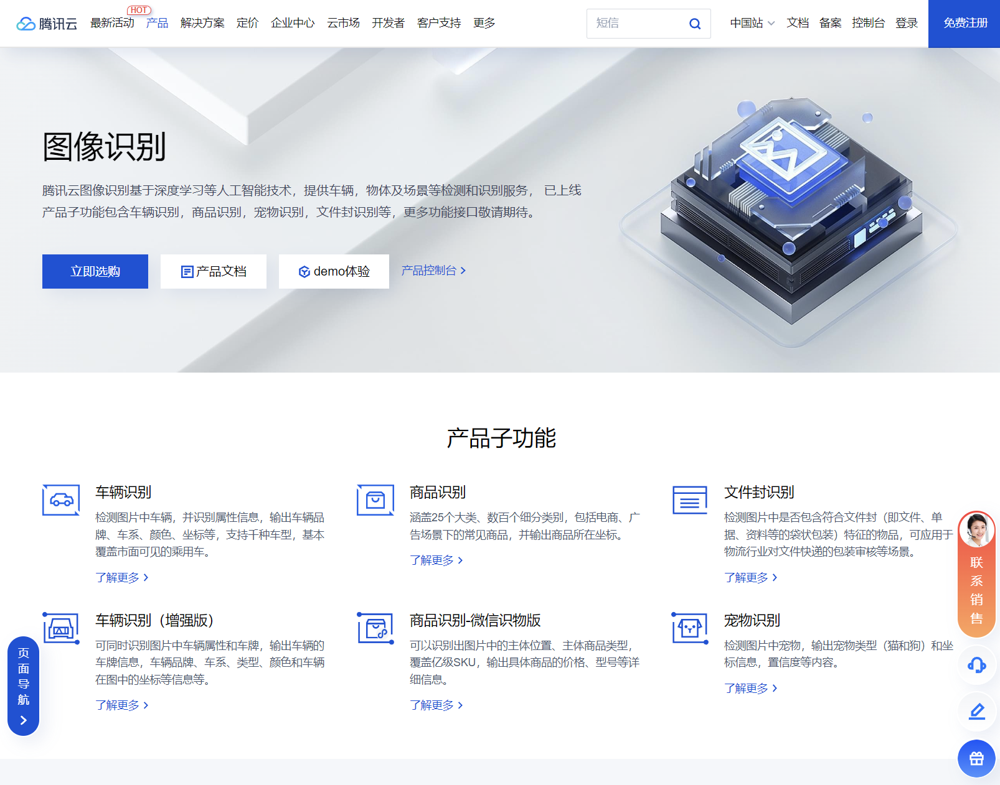 腾讯云
最新活动
HOT
产品
解决方案
定价
企业中心
云市场
开发者
客户支持
更多
短信
中国站
文档
备案
控制台
登录
免费注册
图像识别
腾讯云图像识别基于深度学习等人工智能技术，提供车辆，物体及场景等检测和识别服务， 已上线
产品子功能包含车辆识别，商品识别，宠物识别，文件封识别等，更多功能接口敬请期待。
立即选购
产品文档
demo体验
产品控制台
产品子功能
车辆识别
检测图片中车辆，并识别属性信息，输出车辆品
牌、车系、颜色、坐标等，支持千种车型，基本
覆盖市面可见的乘用车。
了解更多
商品识别
涵盖25个大类、数百个细分类别，包括电商、广
告场景下的常见商品，并输出商品所在坐标。
了解更多
文件封识别
检测图片中是否包含符合文件封（即文件、单
据、资料等的袋状包装）特征的物品，可应用于
物流行业对文件快递的包装审核等场景。
了解更多
车辆识别（增强版）
可同时识别图片中车辆属性和车牌，输出车辆的
车牌信息，车辆品牌、车系、类型、颜色和车辆
在图中的坐标等信息等。
了解更多
商品识别-微信识物版
可以识别出图片中的主体位置、主体商品类型，
覆盖亿级SKU，输出具体商品的价格、型号等详
细信息。
了解更多
宠物识别
检测图片中宠物，输出宠物类型（猫和狗）和坐
标信息，置信度等内容。
了解更多
页面导航
联系销售